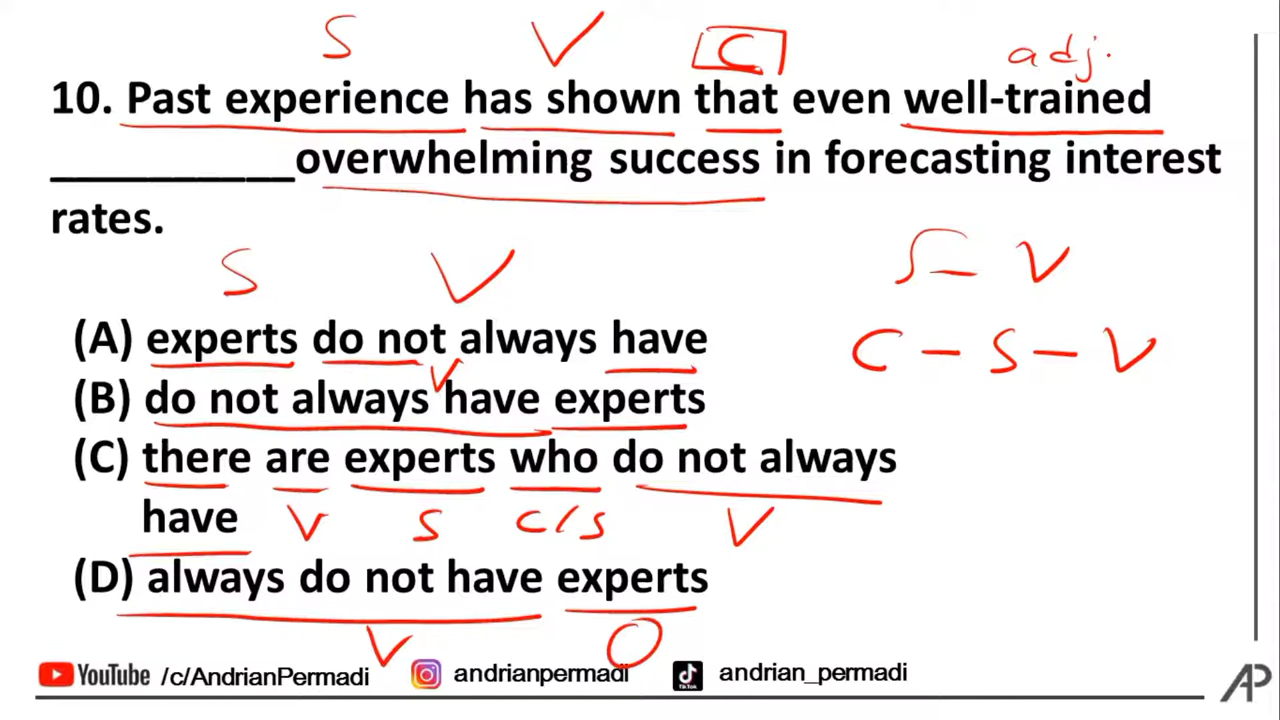 S V C adj.
10. Past experience has shown that even well-trained
__________overwhelming success in forecasting interest
rates.
S V S - V
(A) experts do not always have
C - S - V
V
(B) do not always have experts
(C) there are experts who do not always
have
V S C/S V
(D) always do not have experts
V O
YouTube /c/AndrianPermadi andrianpermadi TikTok andrian_permadi AP